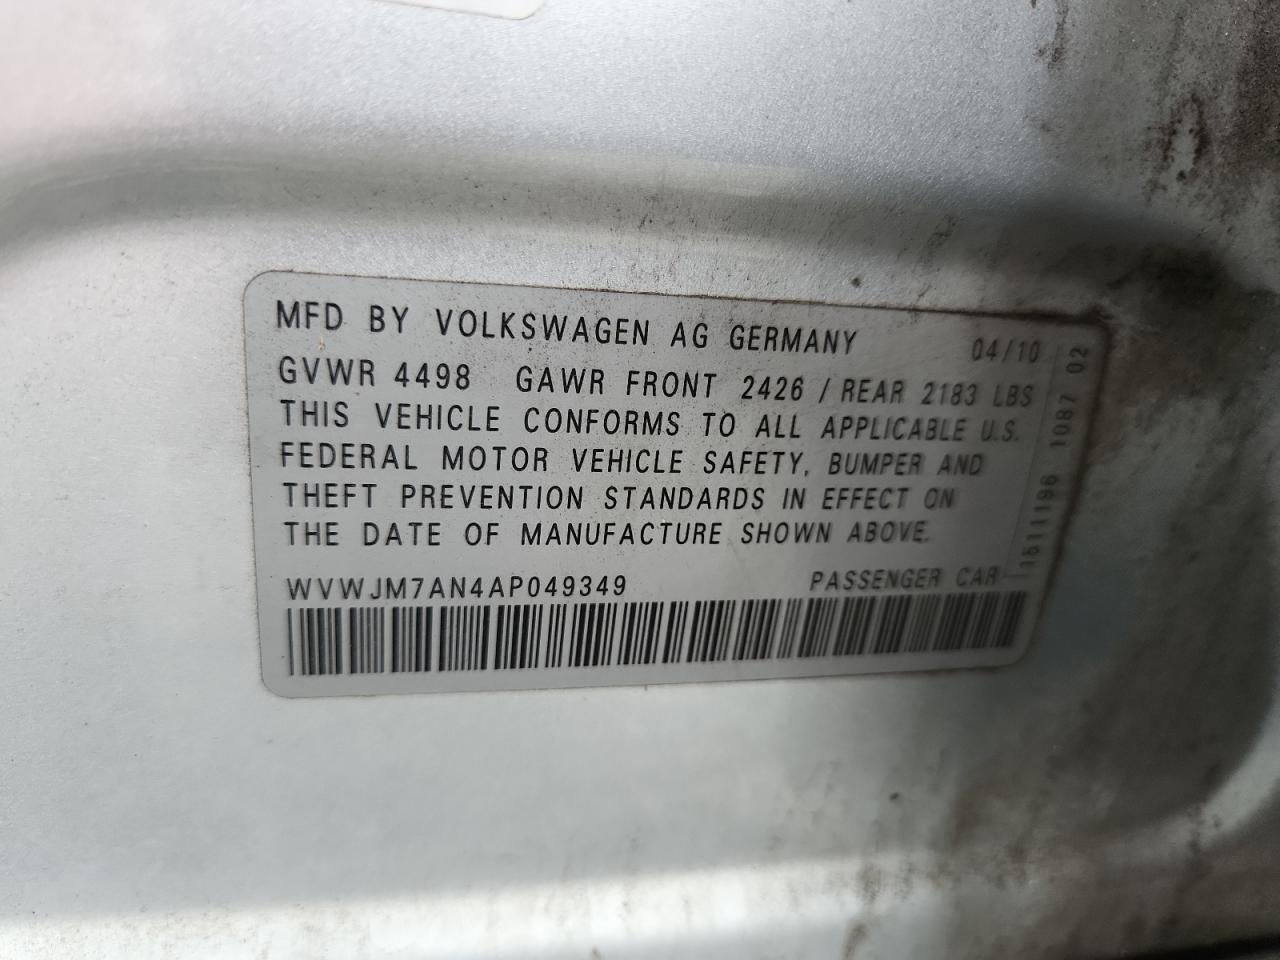 MFD BY VOLKSWAGEN AG GERMANY 04/10
GVWR 4498 GAWR FRONT 2426 / REAR 2183 LBS
THIS VEHICLE CONFORMS TO ALL APPLICABLE U.S.
FEDERAL MOTOR VEHICLE SAFETY, BUMPER AND
THEFT PREVENTION STANDARDS IN EFFECT ON
THE DATE OF MANUFACTURE SHOWN ABOVE.
WVWJM7AN4AP049349 PASSENGER CAR
1611196 1087 02